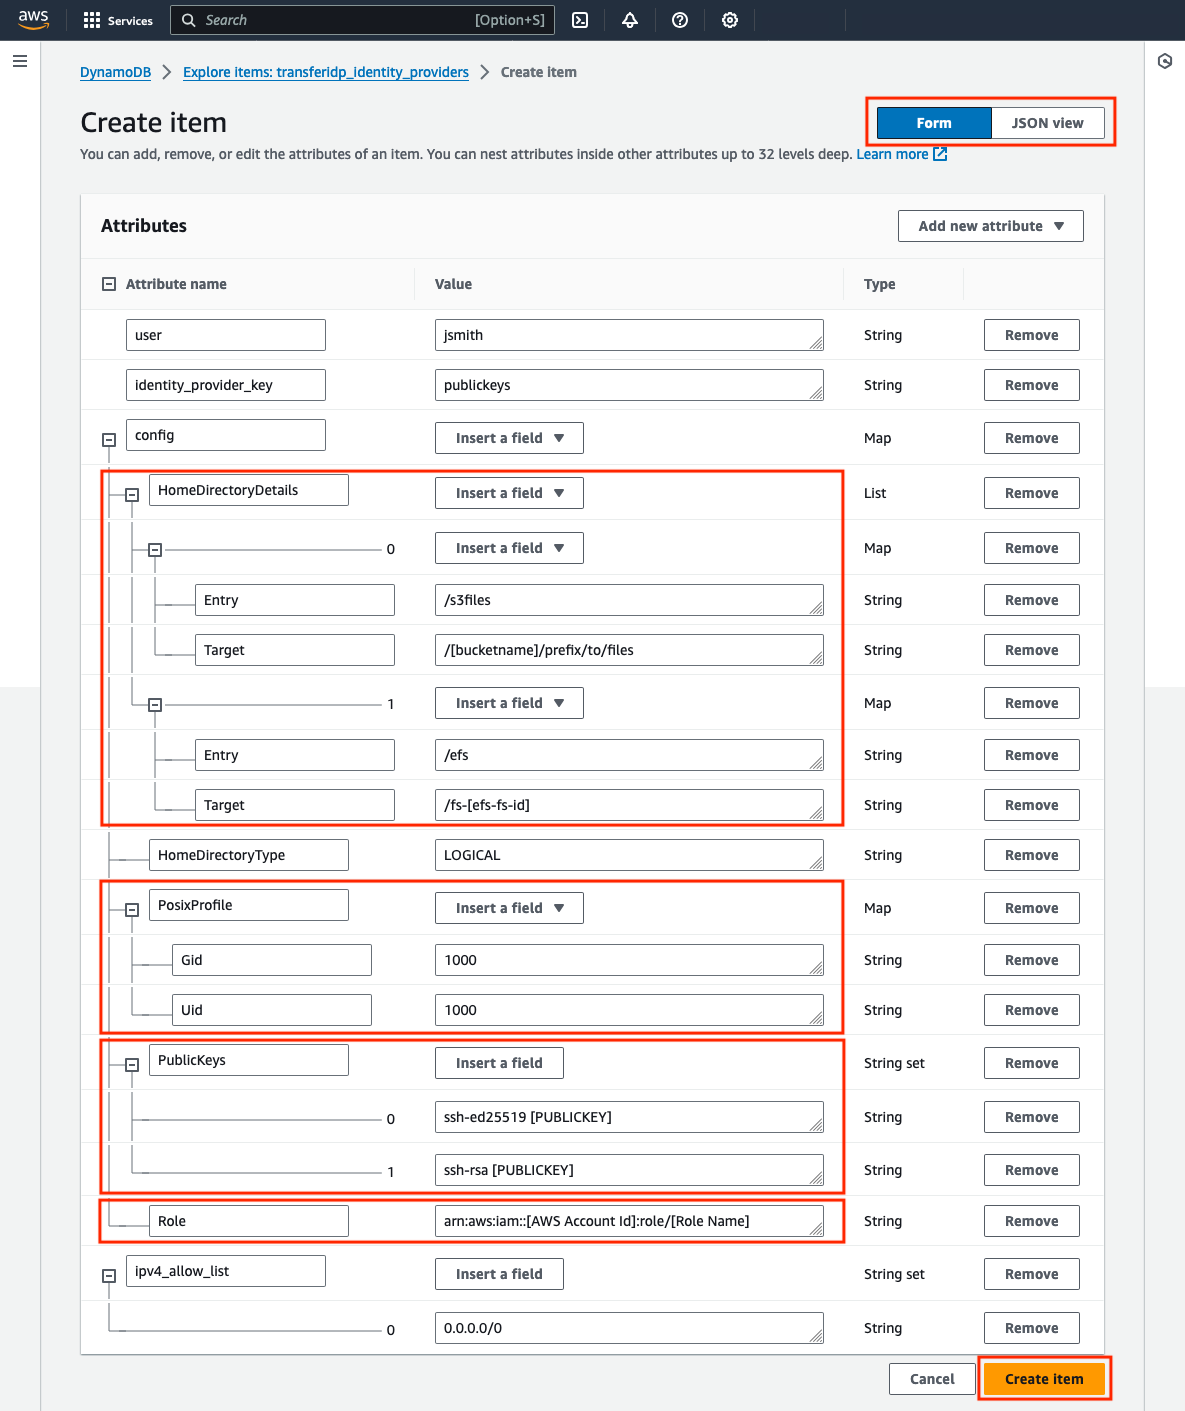 aws Services Search [Option+S]
DynamoDB Explore items: transferidp_identity_providers Create item
Create item
Form JSON view
You can add, remove, or edit the attributes of an item. You can nest attributes inside other attributes up to 32 levels deep. Learn more
Attributes
Add new attribute
Attribute name Value Type
user jsmith String Remove
identity_provider_key publickeys String Remove
config Insert a field Map Remove
HomeDirectoryDetails Insert a field List Remove
0 Insert a field Map Remove
Entry /s3files String Remove
Target /[bucketname]/prefix/to/files String Remove
1 Insert a field Map Remove
Entry /efs String Remove
Target /fs-[efs-fs-id] String Remove
HomeDirectoryType LOGICAL String Remove
PosixProfile Insert a field Map Remove
Gid 1000 String Remove
Uid 1000 String Remove
PublicKeys Insert a field String set Remove
0 ssh-ed25519 [PUBLICKEY] String Remove
1 ssh-rsa [PUBLICKEY] String Remove
Role arn:aws:iam::[AWS Account Id]:role/[Role Name] String Remove
ipv4_allow_list Insert a field String set Remove
0 0.0.0.0/0 String Remove
Cancel Create item